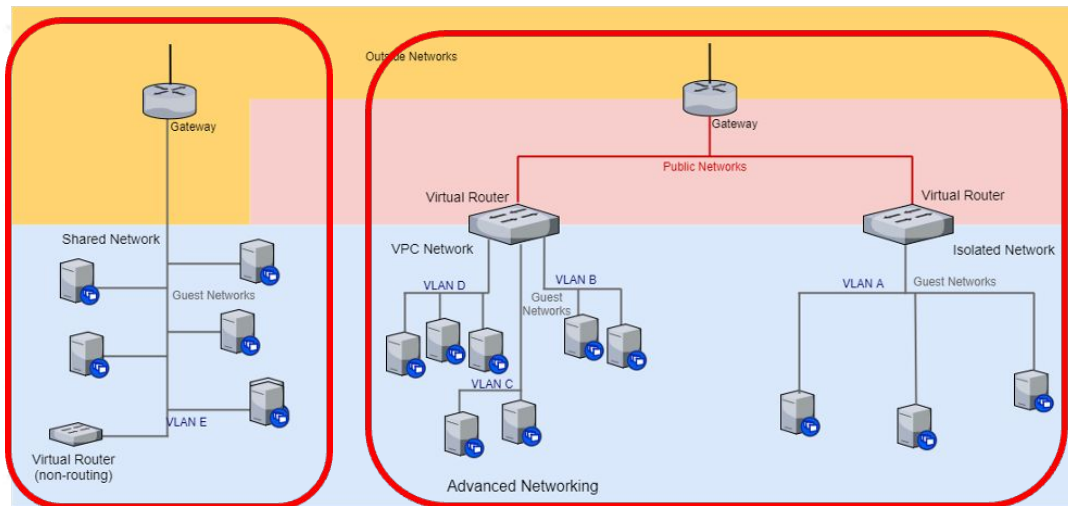 Outside Networks
Gateway
Gateway
Public Networks
Virtual Router
Virtual Router
Shared Network
VPC Network
Isolated Network
Guest Networks
VLAN D
VLAN B
Guest
Networks
VLAN A
Guest Networks
VLAN C
VLAN E
Virtual Router
(non-routing)
Advanced Networking